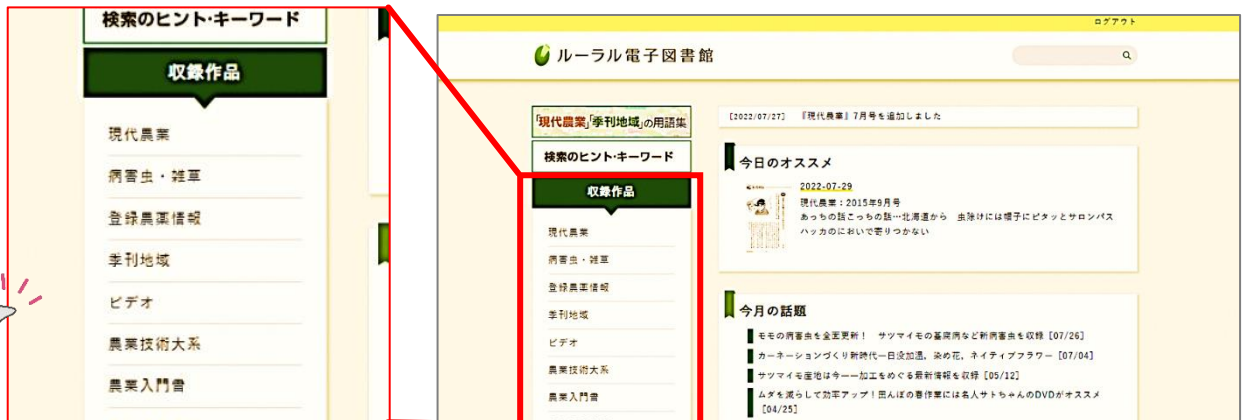 検索のヒント・キーワード
収録作品
現代農業
病害虫・雑草
登録農薬情報
季刊地域
ビデオ
農業技術大系
農業入門書
ログアウト
ルーラル電子図書館
「現代農業」「季刊地域」の用語集
検索のヒント・キーワード
収録作品
現代農業
病害虫・雑草
登録農薬情報
季刊地域
ビデオ
農業技術大系
農業入門書
[2022/07/27] 『現代農業』7月号を追加しました
今日のオススメ
2022-07-29
現代農業：2015年9月号
あっちの話こっちの話…北海道から 虫除けには帽子にピタッとサロンパス
ハッカのにおいで寄りつかない
今月の話題
モモの病害虫を全面更新！ サツマイモの基腐病など新病害虫を収録 [07/26]
カーネーションづくり新時代―日没加温、染め花、ネイティブフラワー [07/04]
サツマイモ産地は今――加工をめぐる最新情報を収録 [05/12]
ムダを減らして効率アップ！田んぼの春作業には名人サトちゃんのDVDがオススメ
[04/25]